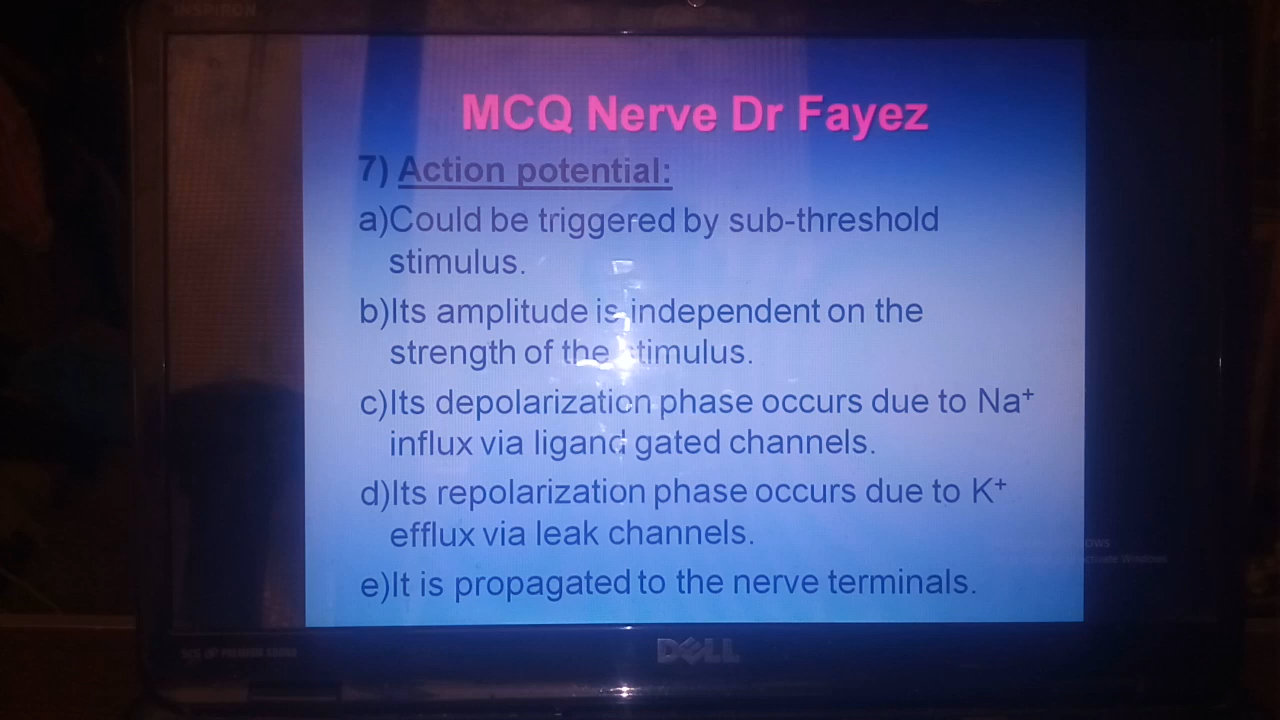 INSPIRON
MCQ Nerve Dr Fayez
7) Action potential:
a)Could be triggered by sub-threshold
stimulus.
b)Its amplitude is independent on the
strength of the stimulus.
c)Its depolarization phase occurs due to Na⁺
influx via ligand gated channels.
d)Its repolarization phase occurs due to K⁺
efflux via leak channels.
e)It is propagated to the nerve terminals.
DELL